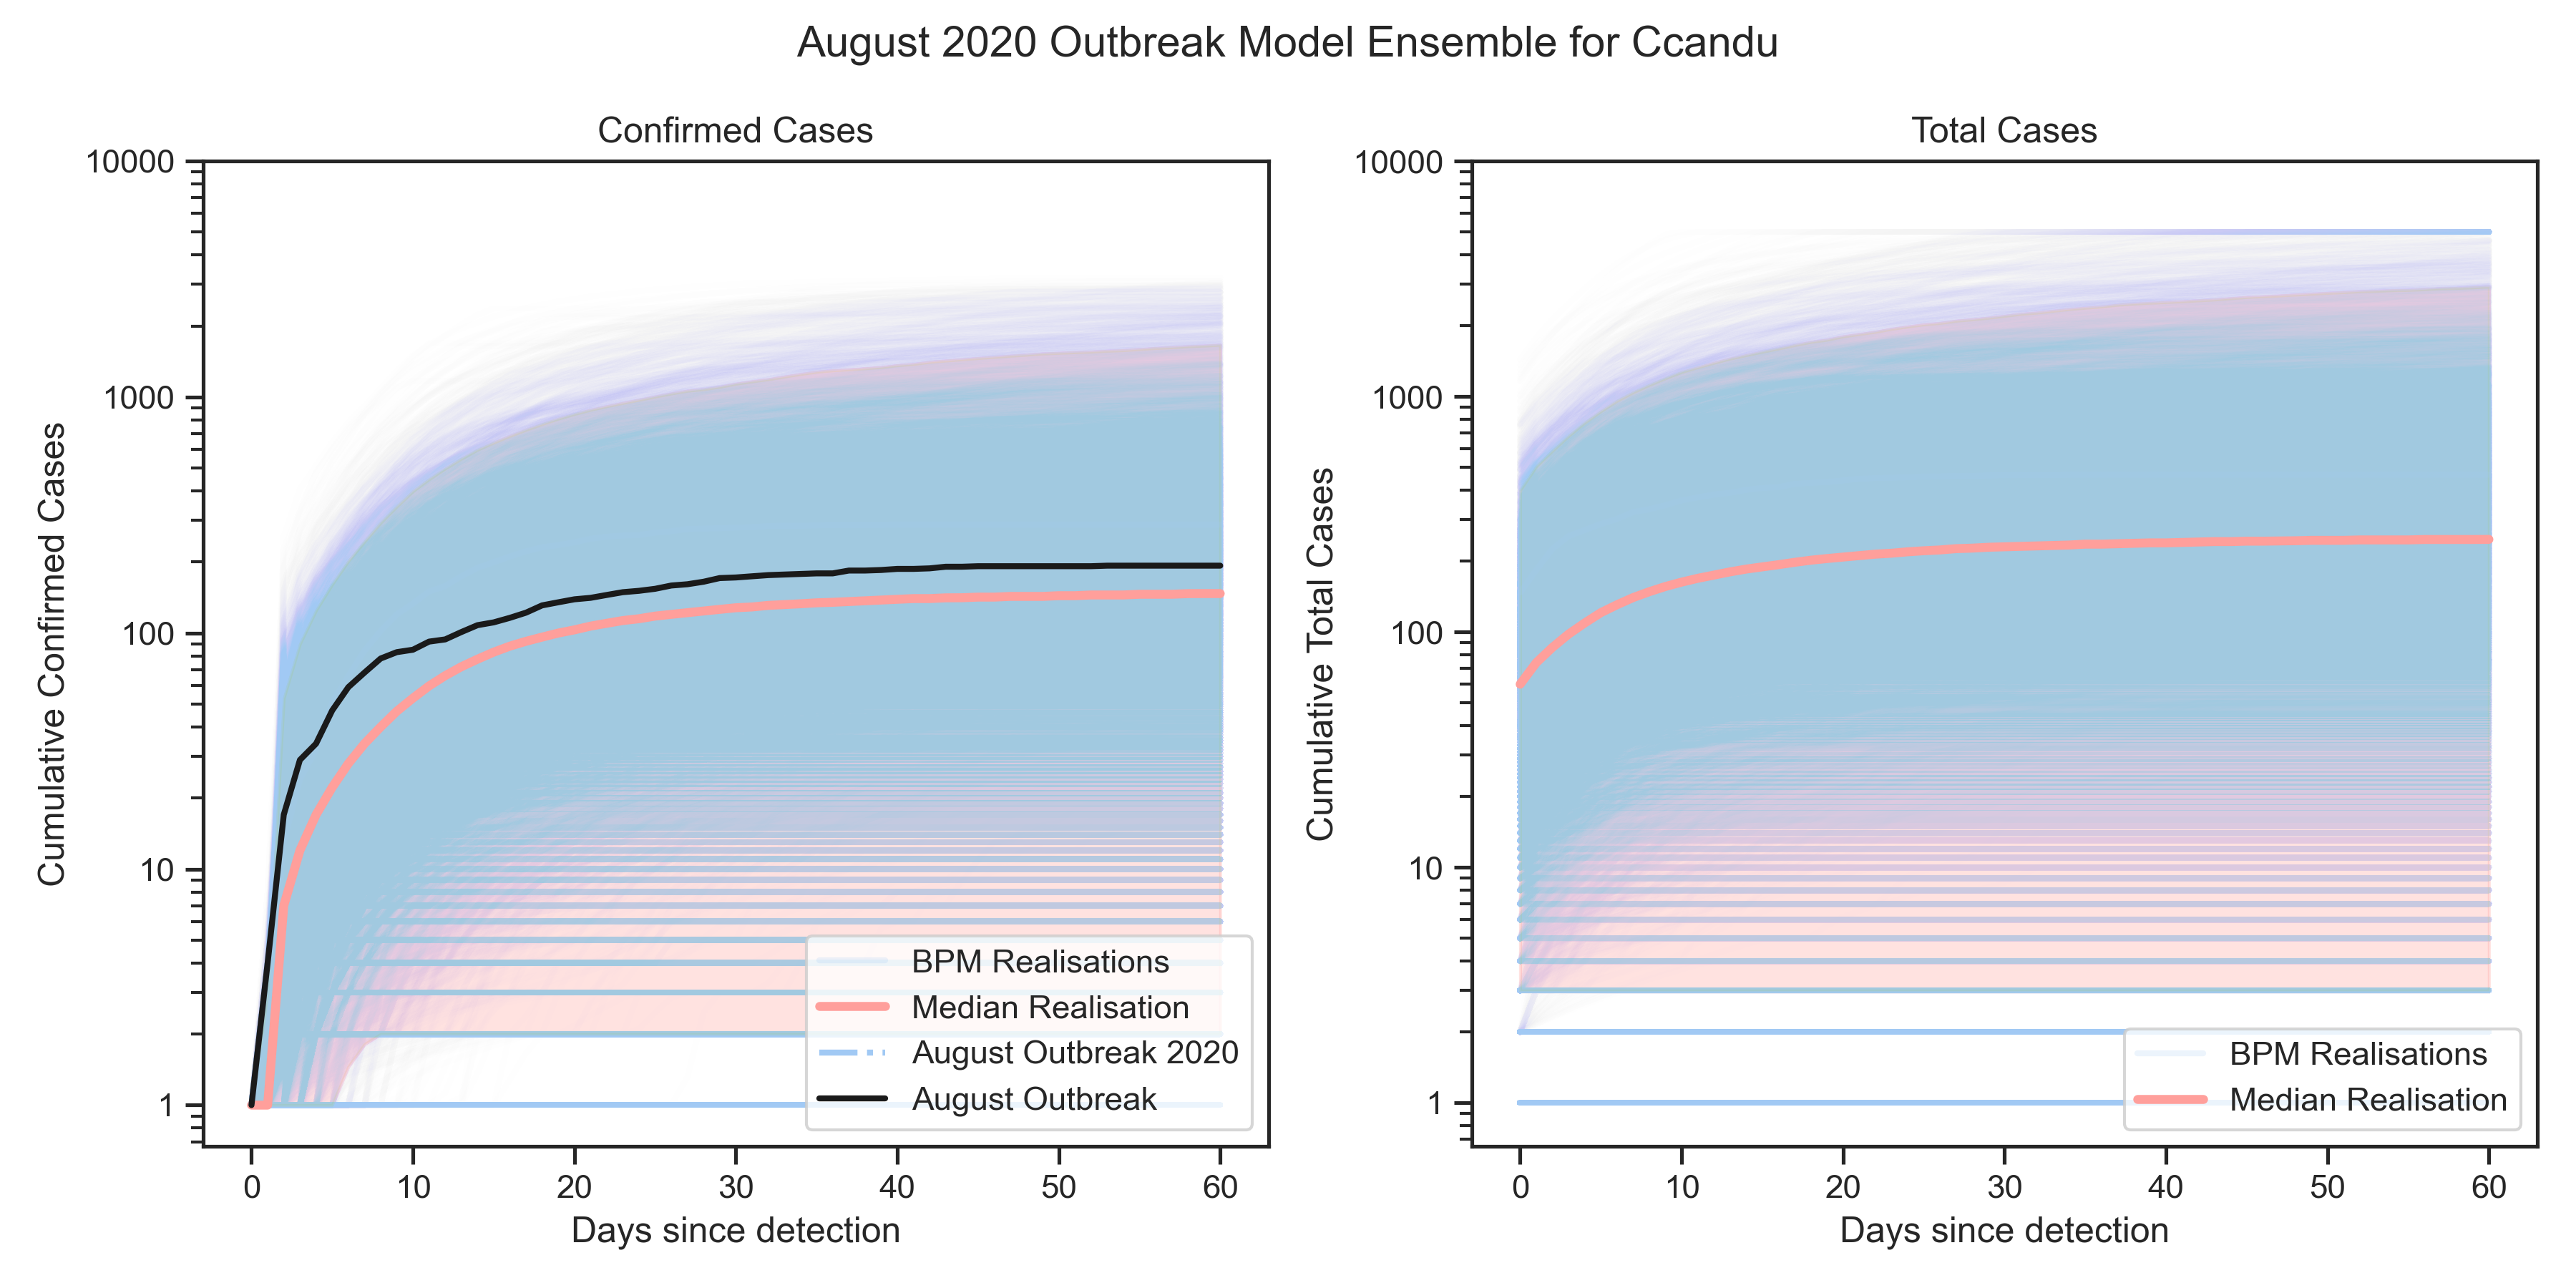 August 2020 Outbreak Model Ensemble for Ccandu
Confirmed Cases
10000
1000
100
10
1
Cumulative Confirmed Cases
0 10 20 30 40 50 60
Days since detection
BPM Realisations
Median Realisation
August Outbreak 2020
August Outbreak
Total Cases
10000
1000
100
10
1
Cumulative Total Cases
0 10 20 30 40 50 60
Days since detection
BPM Realisations
Median Realisation